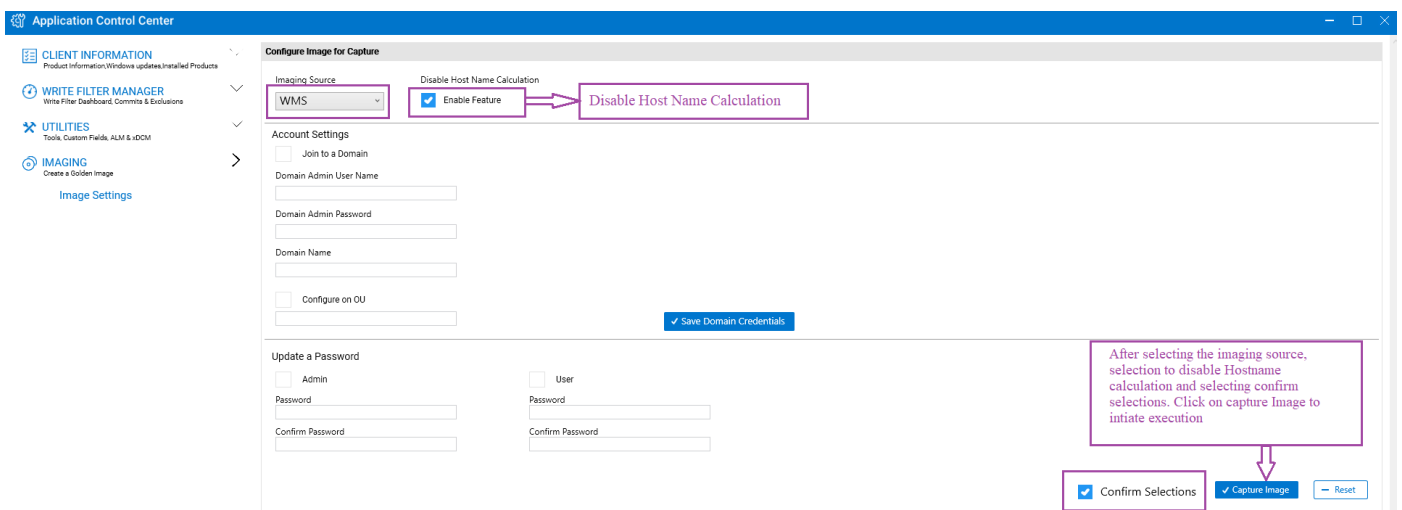 Application Control Center
CLIENT INFORMATION
Product Information,Windows updates,Installed Products
WRITE FILTER MANAGER
Write Filter Dashboard, Commits & Exclusions
UTILITIES
Tools, Custom Fields, ALM & xDCM
IMAGING
Create a Golden Image
Image Settings
Configure Image for Capture
Imaging Source
WMS
Disable Host Name Calculation
Enable Feature
Disable Host Name Calculation
Account Settings
Join to a Domain
Domain Admin User Name
Domain Admin Password
Domain Name
Configure on OU
Save Domain Credentials
Update a Password
Admin
User
Password
Password
Confirm Password
Confirm Password
After selecting the imaging source,
selection to disable Hostname
calculation and selecting confirm
selections. Click on capture Image to
intiate execution
Confirm Selections
Capture Image
Reset